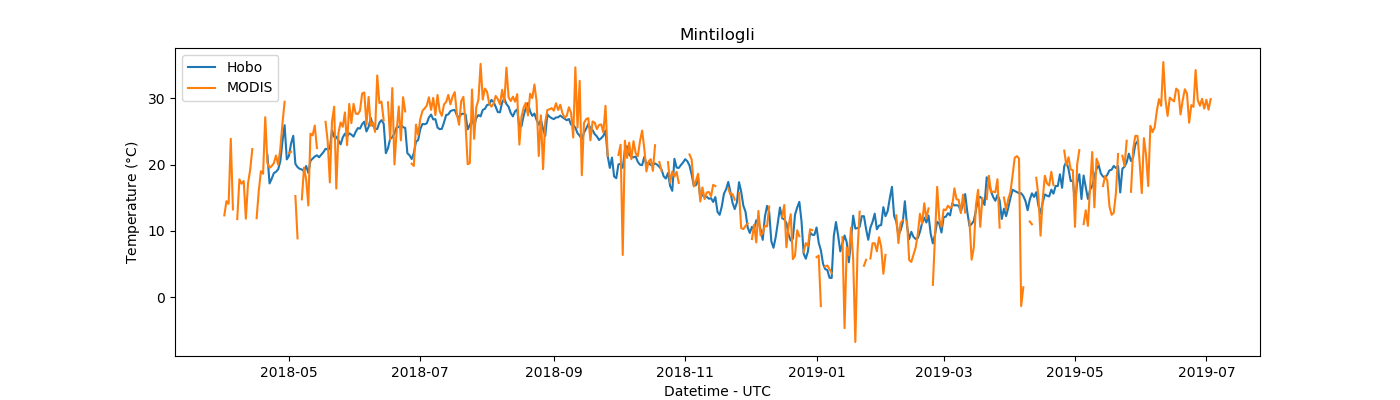 Mintilogli
Hobo
MODIS
Temperature (°C)
30
20
10
0
2018-05 2018-07 2018-09 2018-11 2019-01 2019-03 2019-05 2019-07
Datetime - UTC